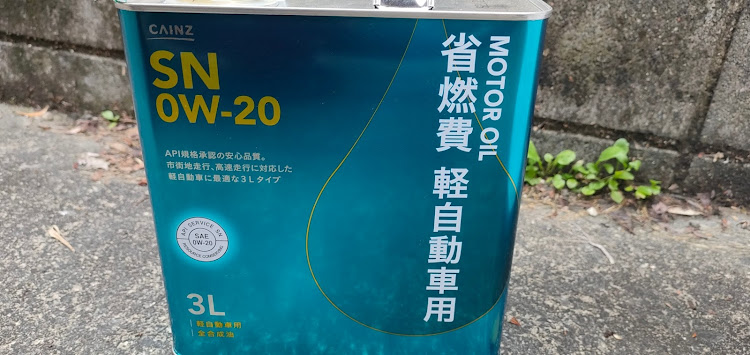 CAINZ
SN
0W-20
API規格承認の安心品質。
市街地走行、高速走行に対応した
軽自動車に最適な3Lタイプ
API SERVICE SN
SAE
0W-20
RESOURCE CONSERVING
3L
軽自動車用
全合成油
MOTOR OIL
省燃費 軽自動車用